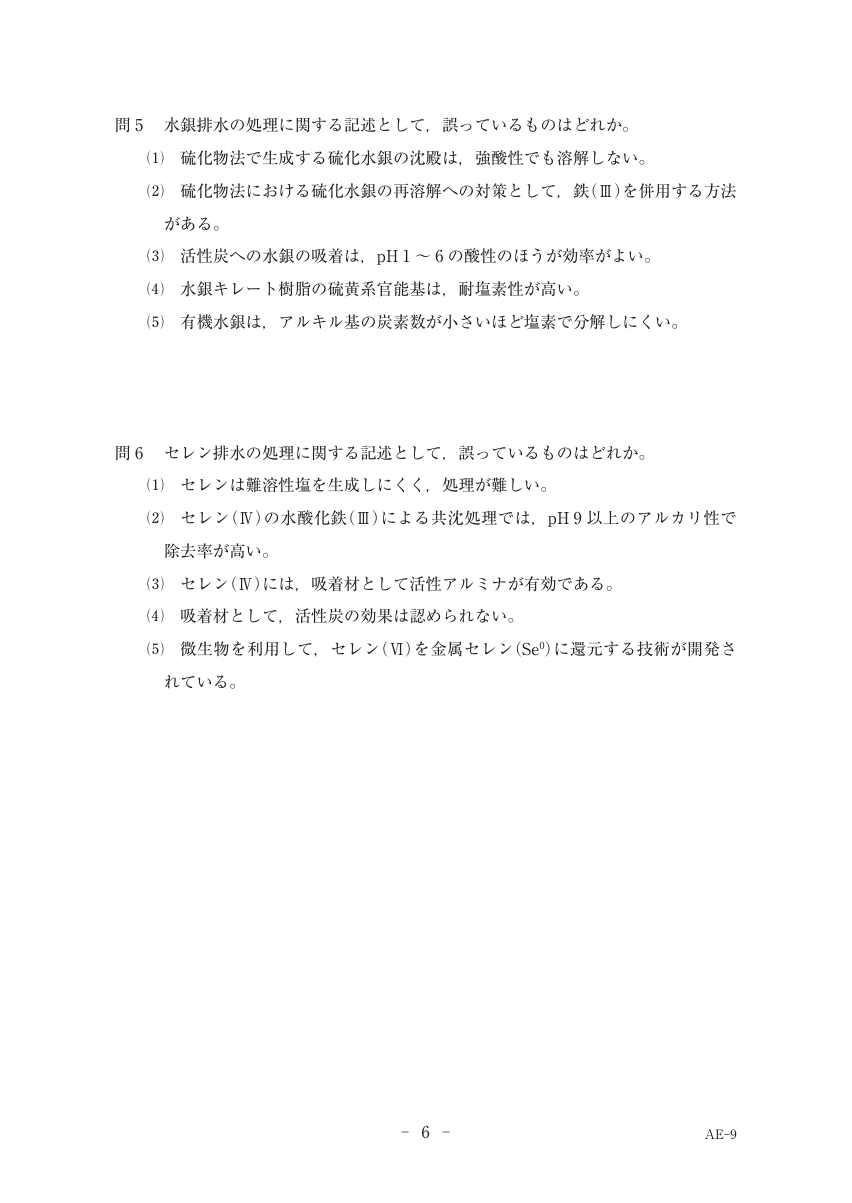 問5　水銀排水の処理に関する記述として，誤っているものはどれか。
⑴　硫化物法で生成する硫化水銀の沈殿は，強酸性でも溶解しない。
⑵　硫化物法における硫化水銀の再溶解への対策として，鉄(Ⅲ)を併用する方法
がある。
⑶　活性炭への水銀の吸着は，pH 1 ～ 6 の酸性のほうが効率がよい。
⑷　水銀キレート樹脂の硫黄系官能基は，耐塩素性が高い。
⑸　有機水銀は，アルキル基の炭素数が小さいほど塩素で分解しにくい。
問6　セレン排水の処理に関する記述として，誤っているものはどれか。
⑴　セレンは難溶性塩を生成しにくく，処理が難しい。
⑵　セレン(Ⅳ)の水酸化鉄(Ⅲ)による共沈処理では，pH 9 以上のアルカリ性で
除去率が高い。
⑶　セレン(Ⅳ)には，吸着材として活性アルミナが有効である。
⑷　吸着材として，活性炭の効果は認められない。
⑸　微生物を利用して，セレン(Ⅵ)を金属セレン(Se⁰)に還元する技術が開発さ
れている。
– 6 –
AE–9